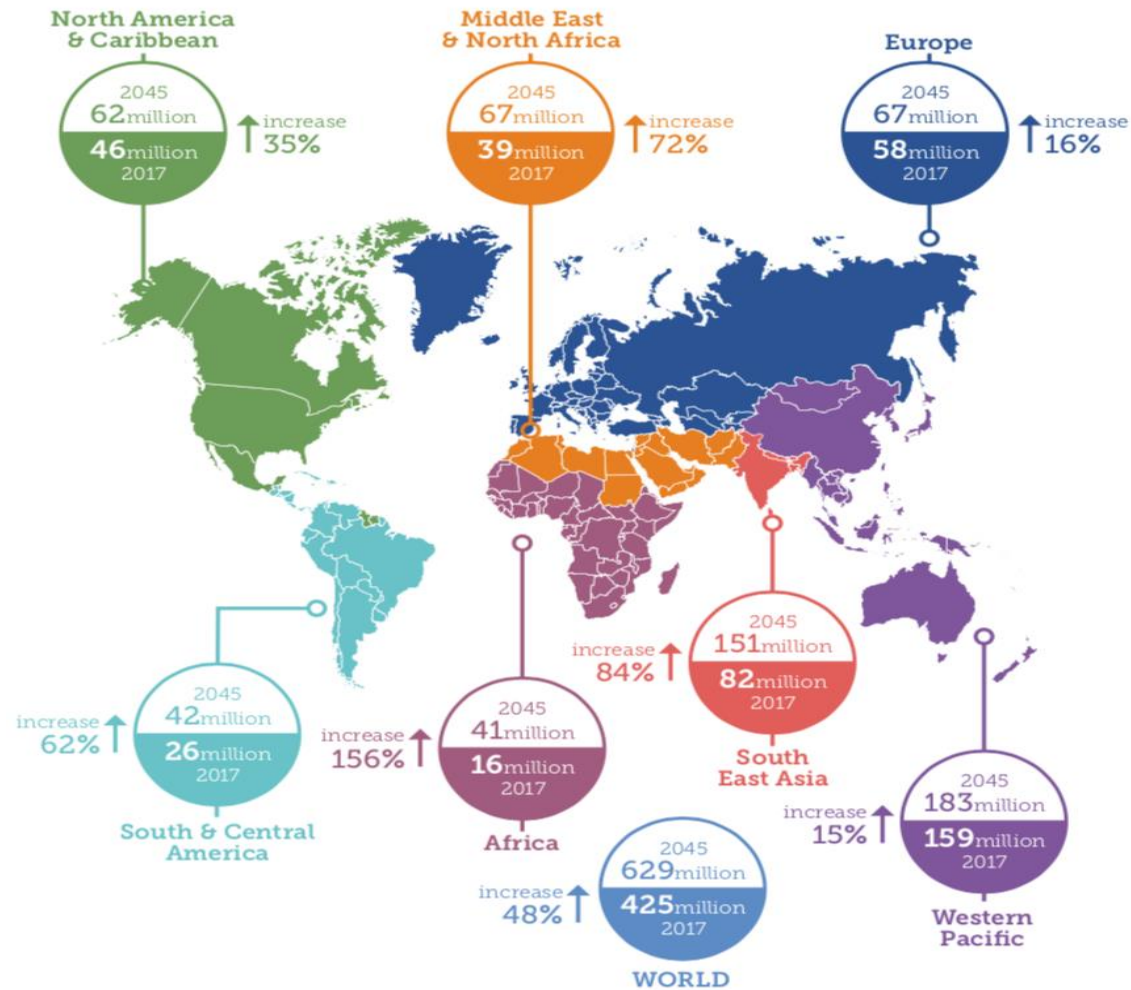 North America
& Caribbean
2045
62million
46million
2017
increase
35%
Middle East
& North Africa
2045
67million
39million
2017
increase
72%
Europe
2045
67million
58million
2017
increase
16%
2045
42million
26million
2017
increase
62%
South & Central
America
2045
41million
16million
2017
increase
156%
Africa
2045
151million
82million
2017
increase
84%
South
East Asia
2045
183million
159million
2017
increase
15%
Western
Pacific
2045
629million
425million
2017
increase
48%
WORLD